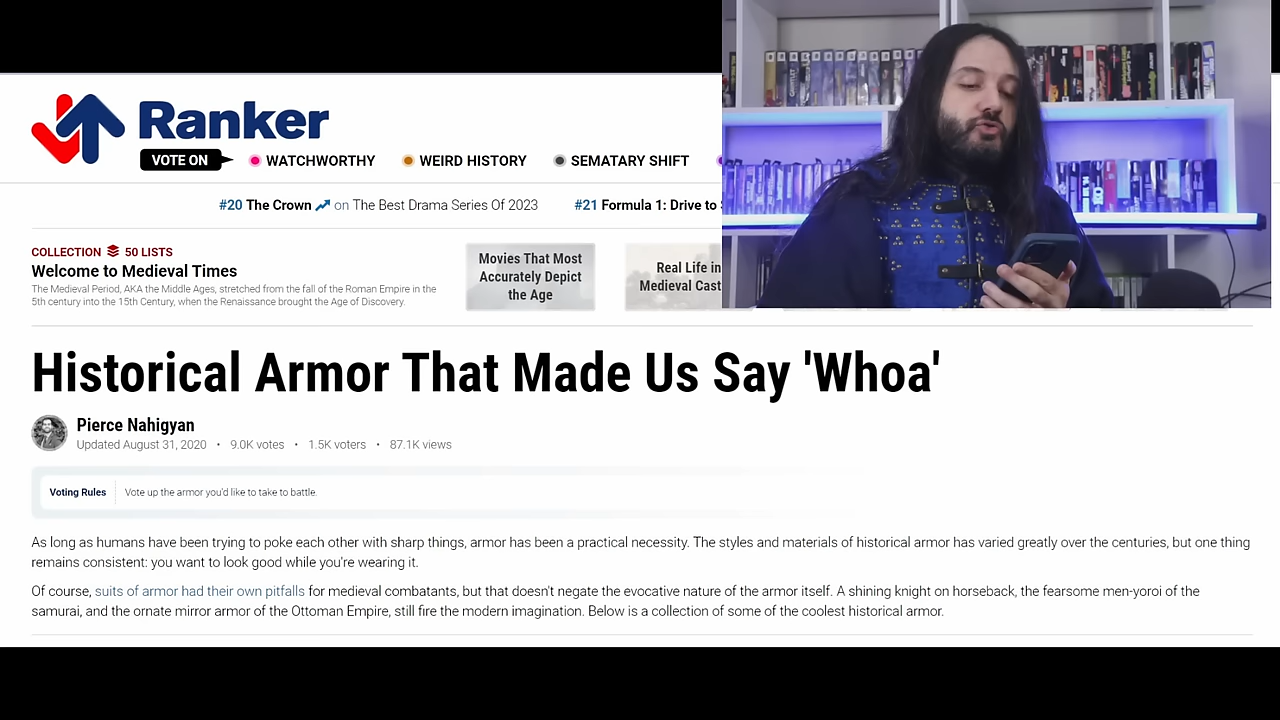 Ranker
VOTE ON
WATCHWORTHY
WEIRD HISTORY
SEMATARY SHIFT
#20 The Crown on The Best Drama Series Of 2023
#21 Formula 1: Drive to
COLLECTION 50 LISTS
Welcome to Medieval Times
The Medieval Period, AKA the Middle Ages, stretched from the fall of the Roman Empire in the
5th century into the 15th Century, when the Renaissance brought the Age of Discovery.
Movies That Most
Accurately Depict
the Age
Real Life in
Medieval Cast
Historical Armor That Made Us Say 'Whoa'
Pierce Nahigyan
Updated August 31, 2020 • 9.0K votes • 1.5K voters • 87.1K views
Voting Rules
Vote up the armor you'd like to take to battle.
As long as humans have been trying to poke each other with sharp things, armor has been a practical necessity. The styles and materials of historical armor has varied greatly over the centuries, but one thing
remains consistent: you want to look good while you're wearing it.
Of course, suits of armor had their own pitfalls for medieval combatants, but that doesn't negate the evocative nature of the armor itself. A shining knight on horseback, the fearsome men-yoroi of the
samurai, and the ornate mirror armor of the Ottoman Empire, still fire the modern imagination. Below is a collection of some of the coolest historical armor.